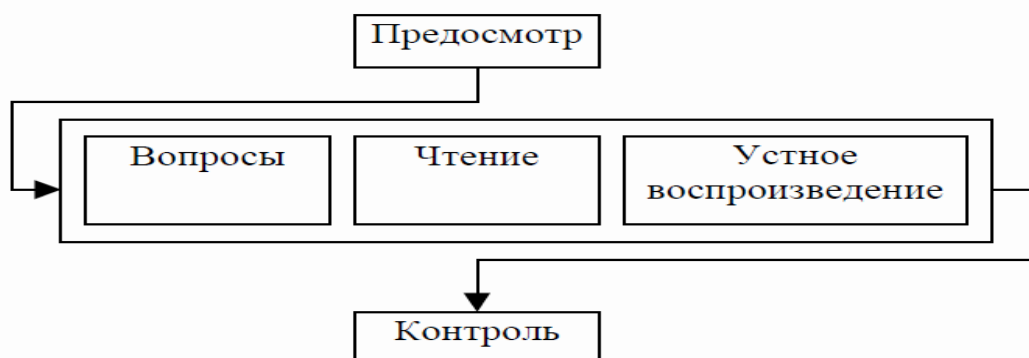 Предосмотр
Вопросы
Чтение
Устное
воспроизведение
Контроль